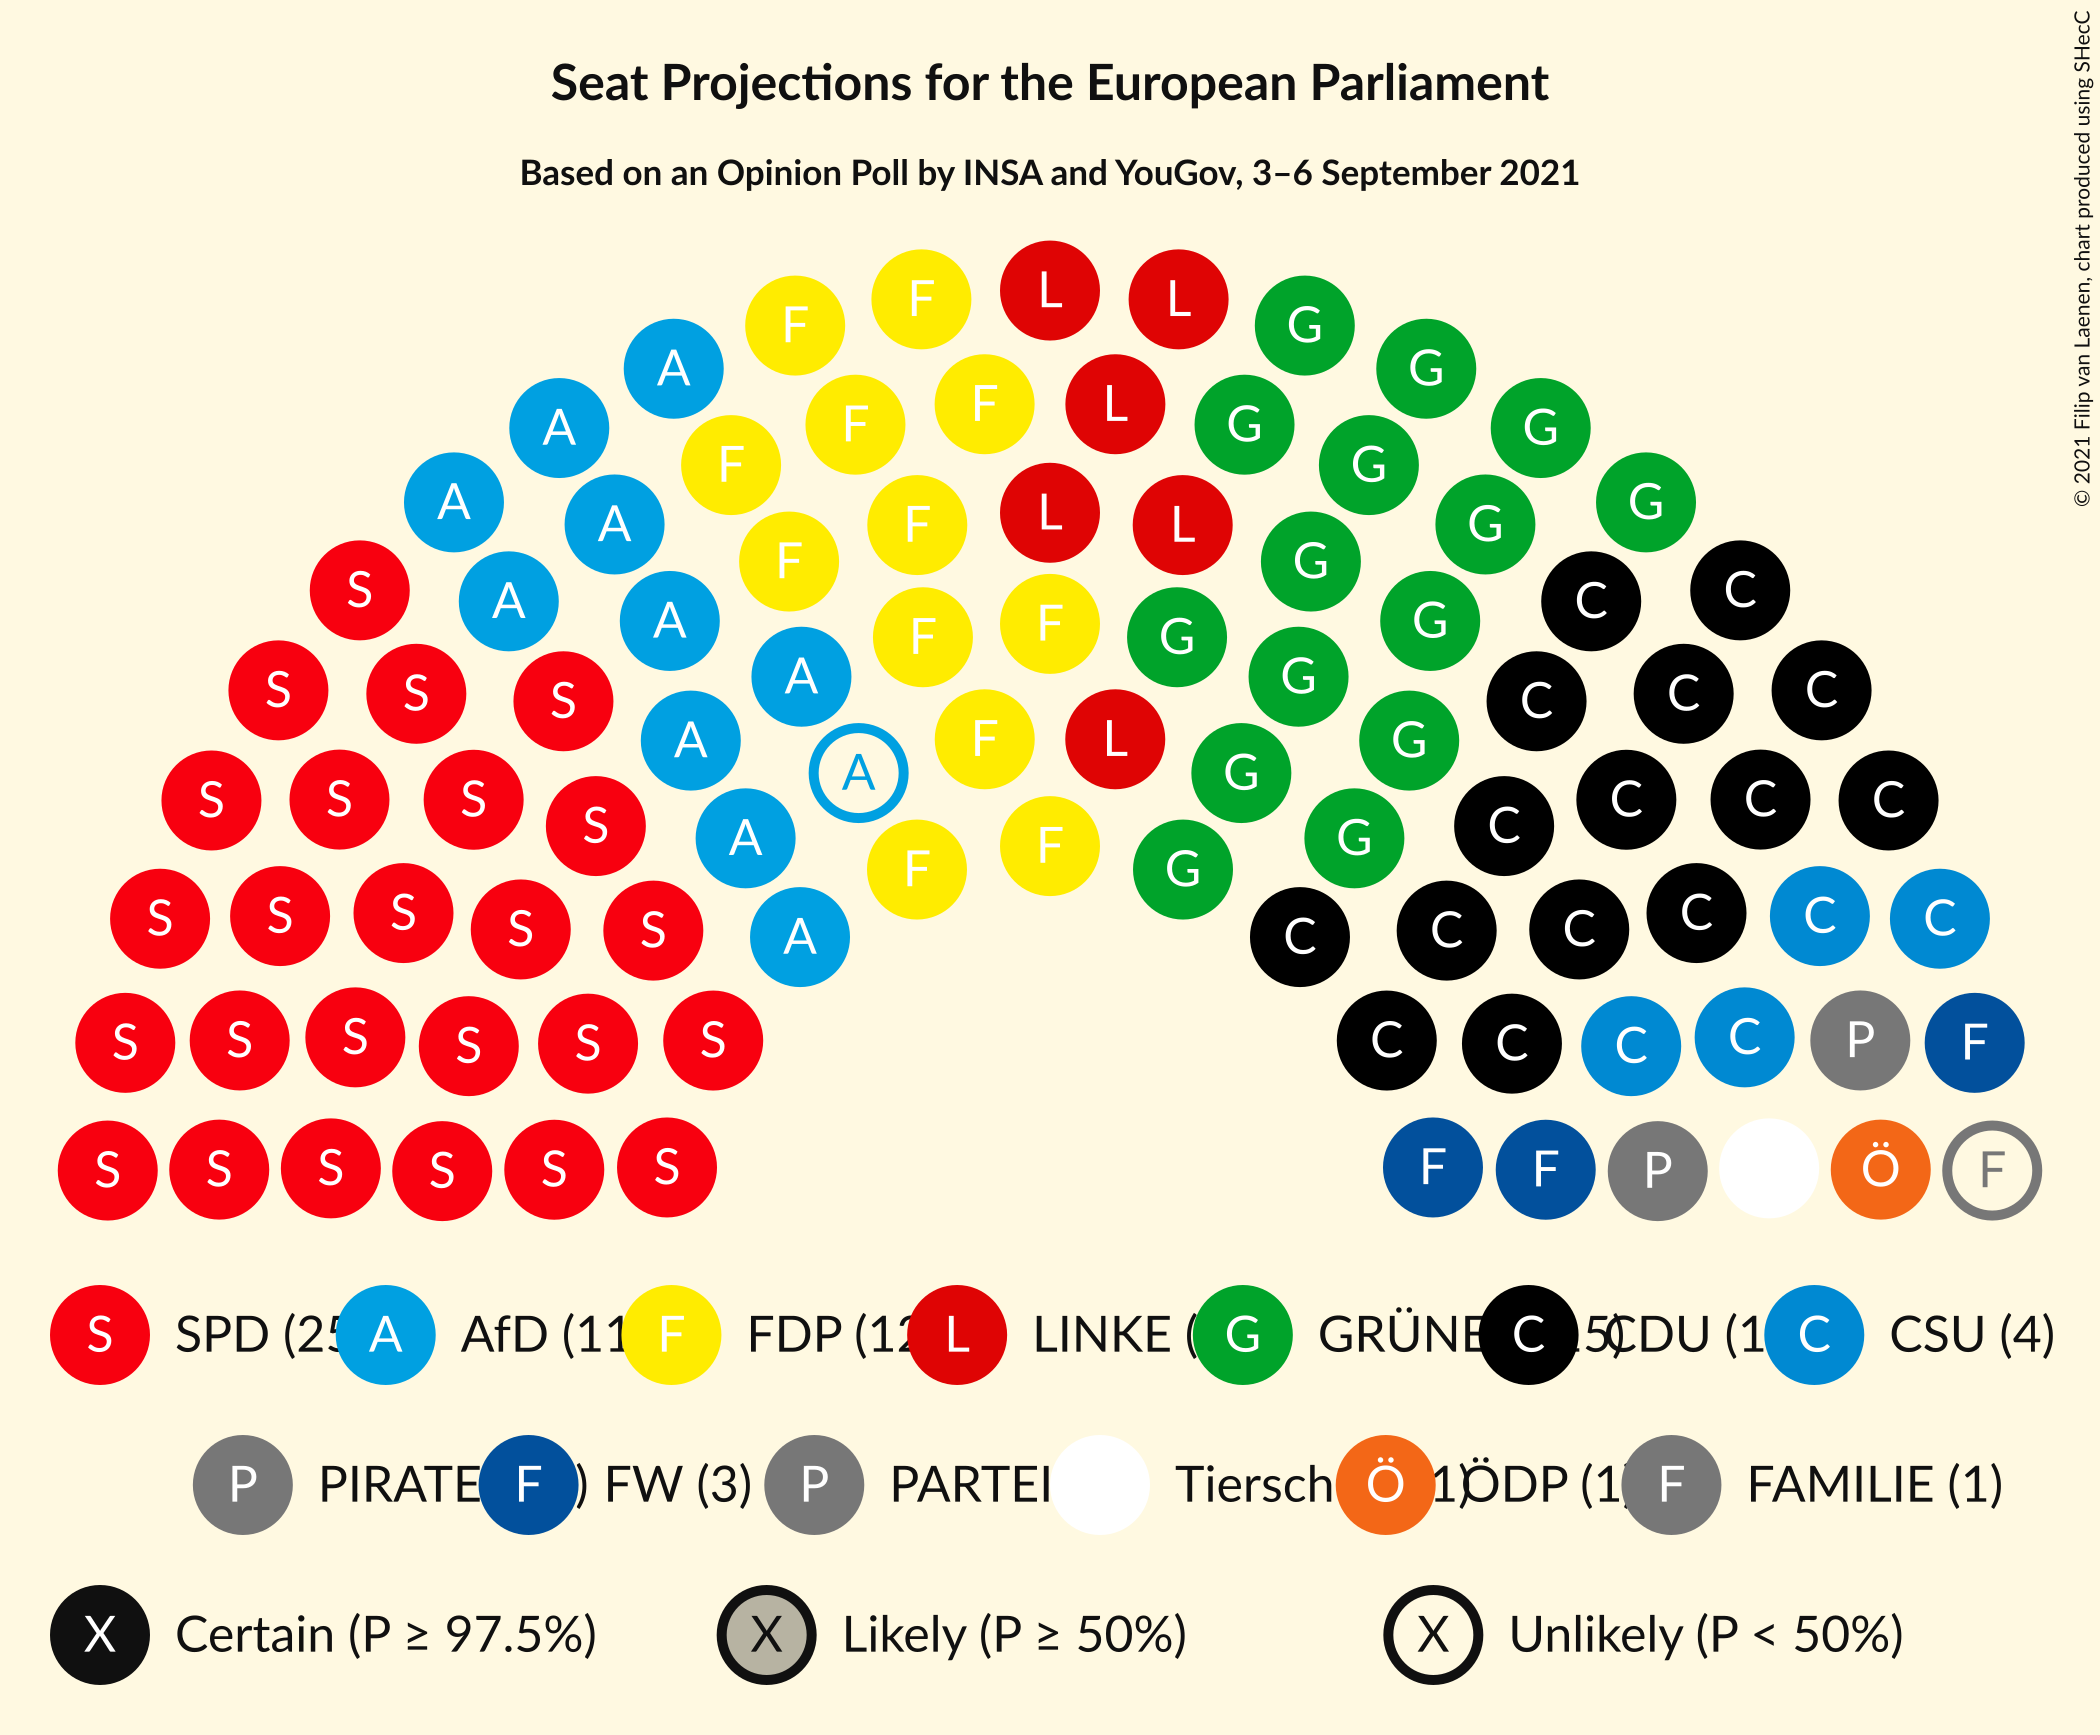 Seat Projections for the European Parliament
Based on an Opinion Poll by INSA and YouGov, 3–6 September 2021
© 2021 Filip van Laenen, chart produced using SHecC
L
F F L L G
F F G G
A F F L G G
A F G G
A F L L G G
A A F F G G G
S A A F F G G C C
S S S A A F L G G C C C
S S S S A A F G G C C C C
S S S S S A A F G C C C C C C
S S S S S S C C C C P F
S S S S S S F F P Ö F
S SPD (25 A AfD (11 F FDP (12 L LINKE ( G GRÜNE C 5) CDU (1 C CSU (4)
P PIRATE F ) FW (3) P PARTEI Tiersch Ö 1) ÖDP (1) F FAMILIE (1)
X Certain (P ≥ 97.5%) X Likely (P ≥ 50%) X Unlikely (P < 50%)